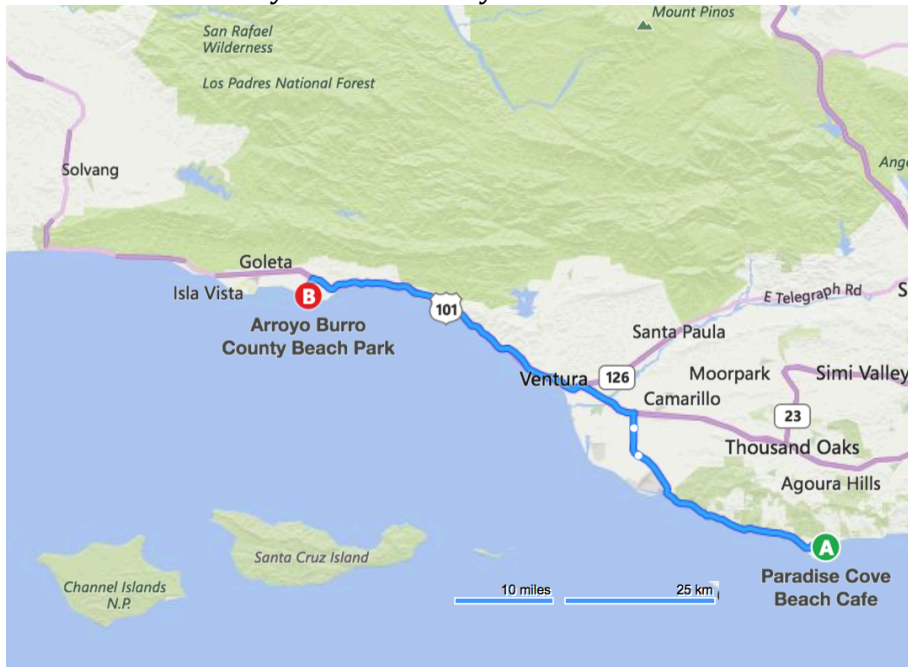 Mount Pinos
San Rafael
Wilderness
Los Padres National Forest
Solvang
Goleta
Isla Vista
B
Arroyo Burro
County Beach Park
101
E Telegraph Rd
S
Santa Paula
Ventura
126
Moorpark
Simi Valley
Camarillo
23
Thousand Oaks
Agoura Hills
A
Paradise Cove
Beach Cafe
Santa Cruz Island
Channel Islands
N.P.
10 miles
25 km